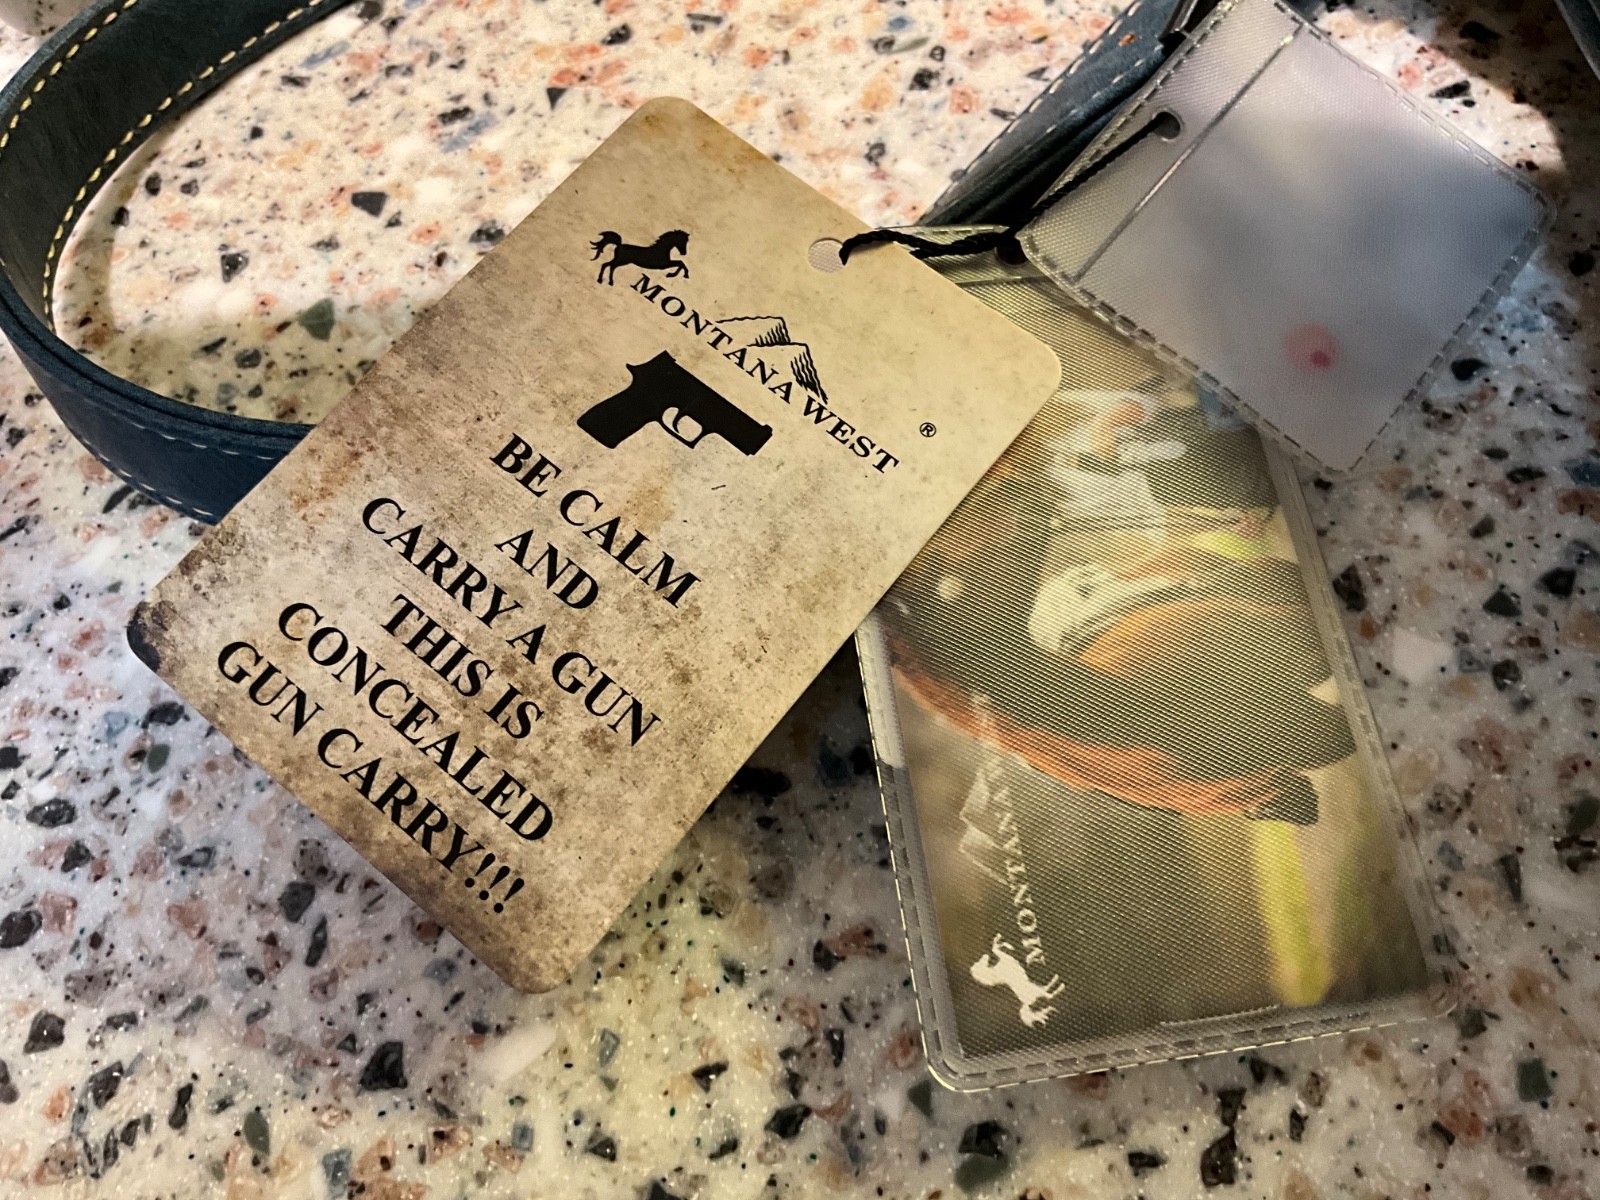 MONTANA WEST ®
BE CALM
AND
CARRY A GUN
THIS IS
CONCEALED
GUN CARRY!!!
MONTANA